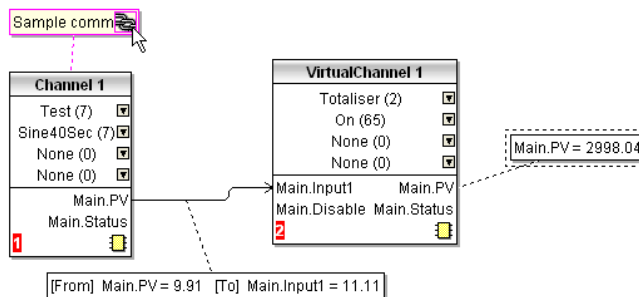 Sample comm
Channel 1
Test (7)
Sine40Sec (7)
None (0)
None (0)
Main.PV
Main.Status
1
VirtualChannel 1
Totaliser (2)
On (65)
None (0)
None (0)
Main.Input1 Main.PV
Main.Disable Main.Status
2
Main.PV = 2998.04
[From] Main.PV = 9.91 [To] Main.Input1 = 11.11